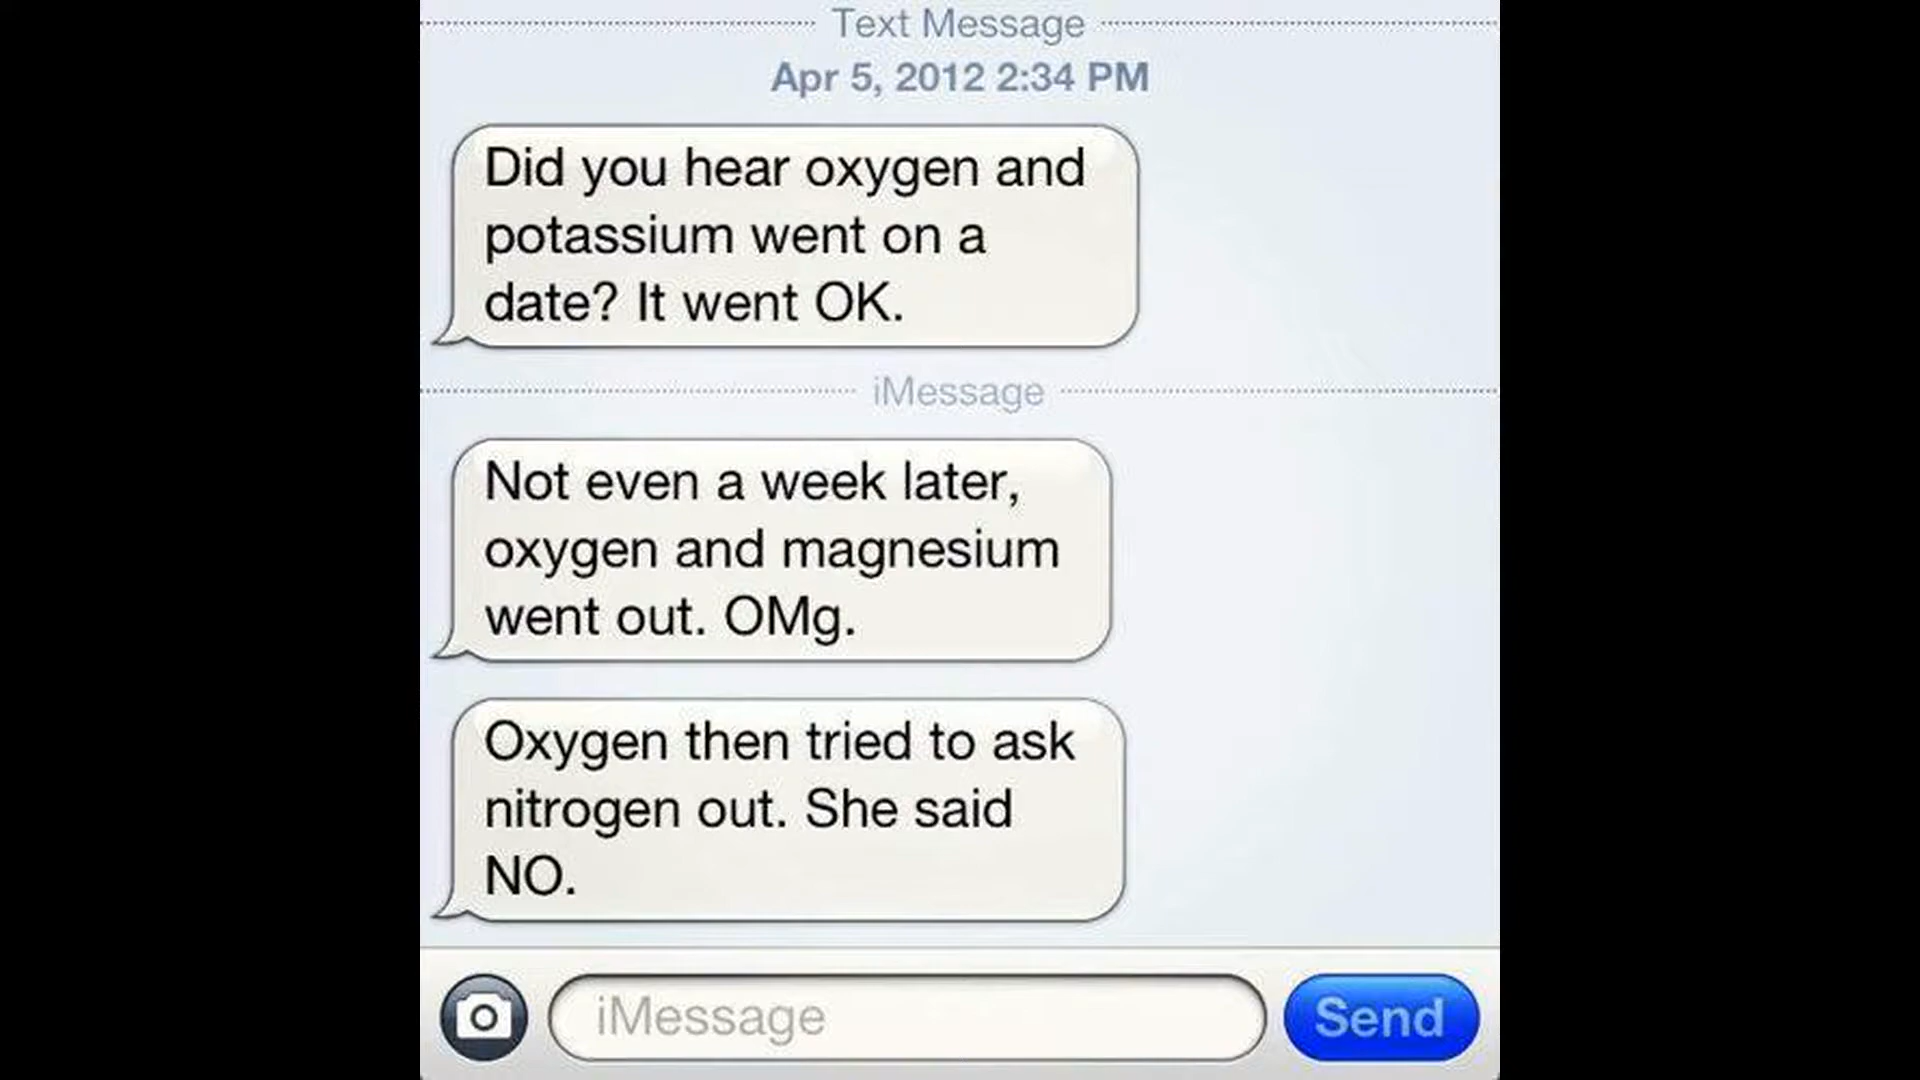 Text Message
Apr 5, 2012 2:34 PM
Did you hear oxygen and
potassium went on a
date? It went OK.
iMessage
Not even a week later,
oxygen and magnesium
went out. OMg.
Oxygen then tried to ask
nitrogen out. She said
NO.
iMessage
Send